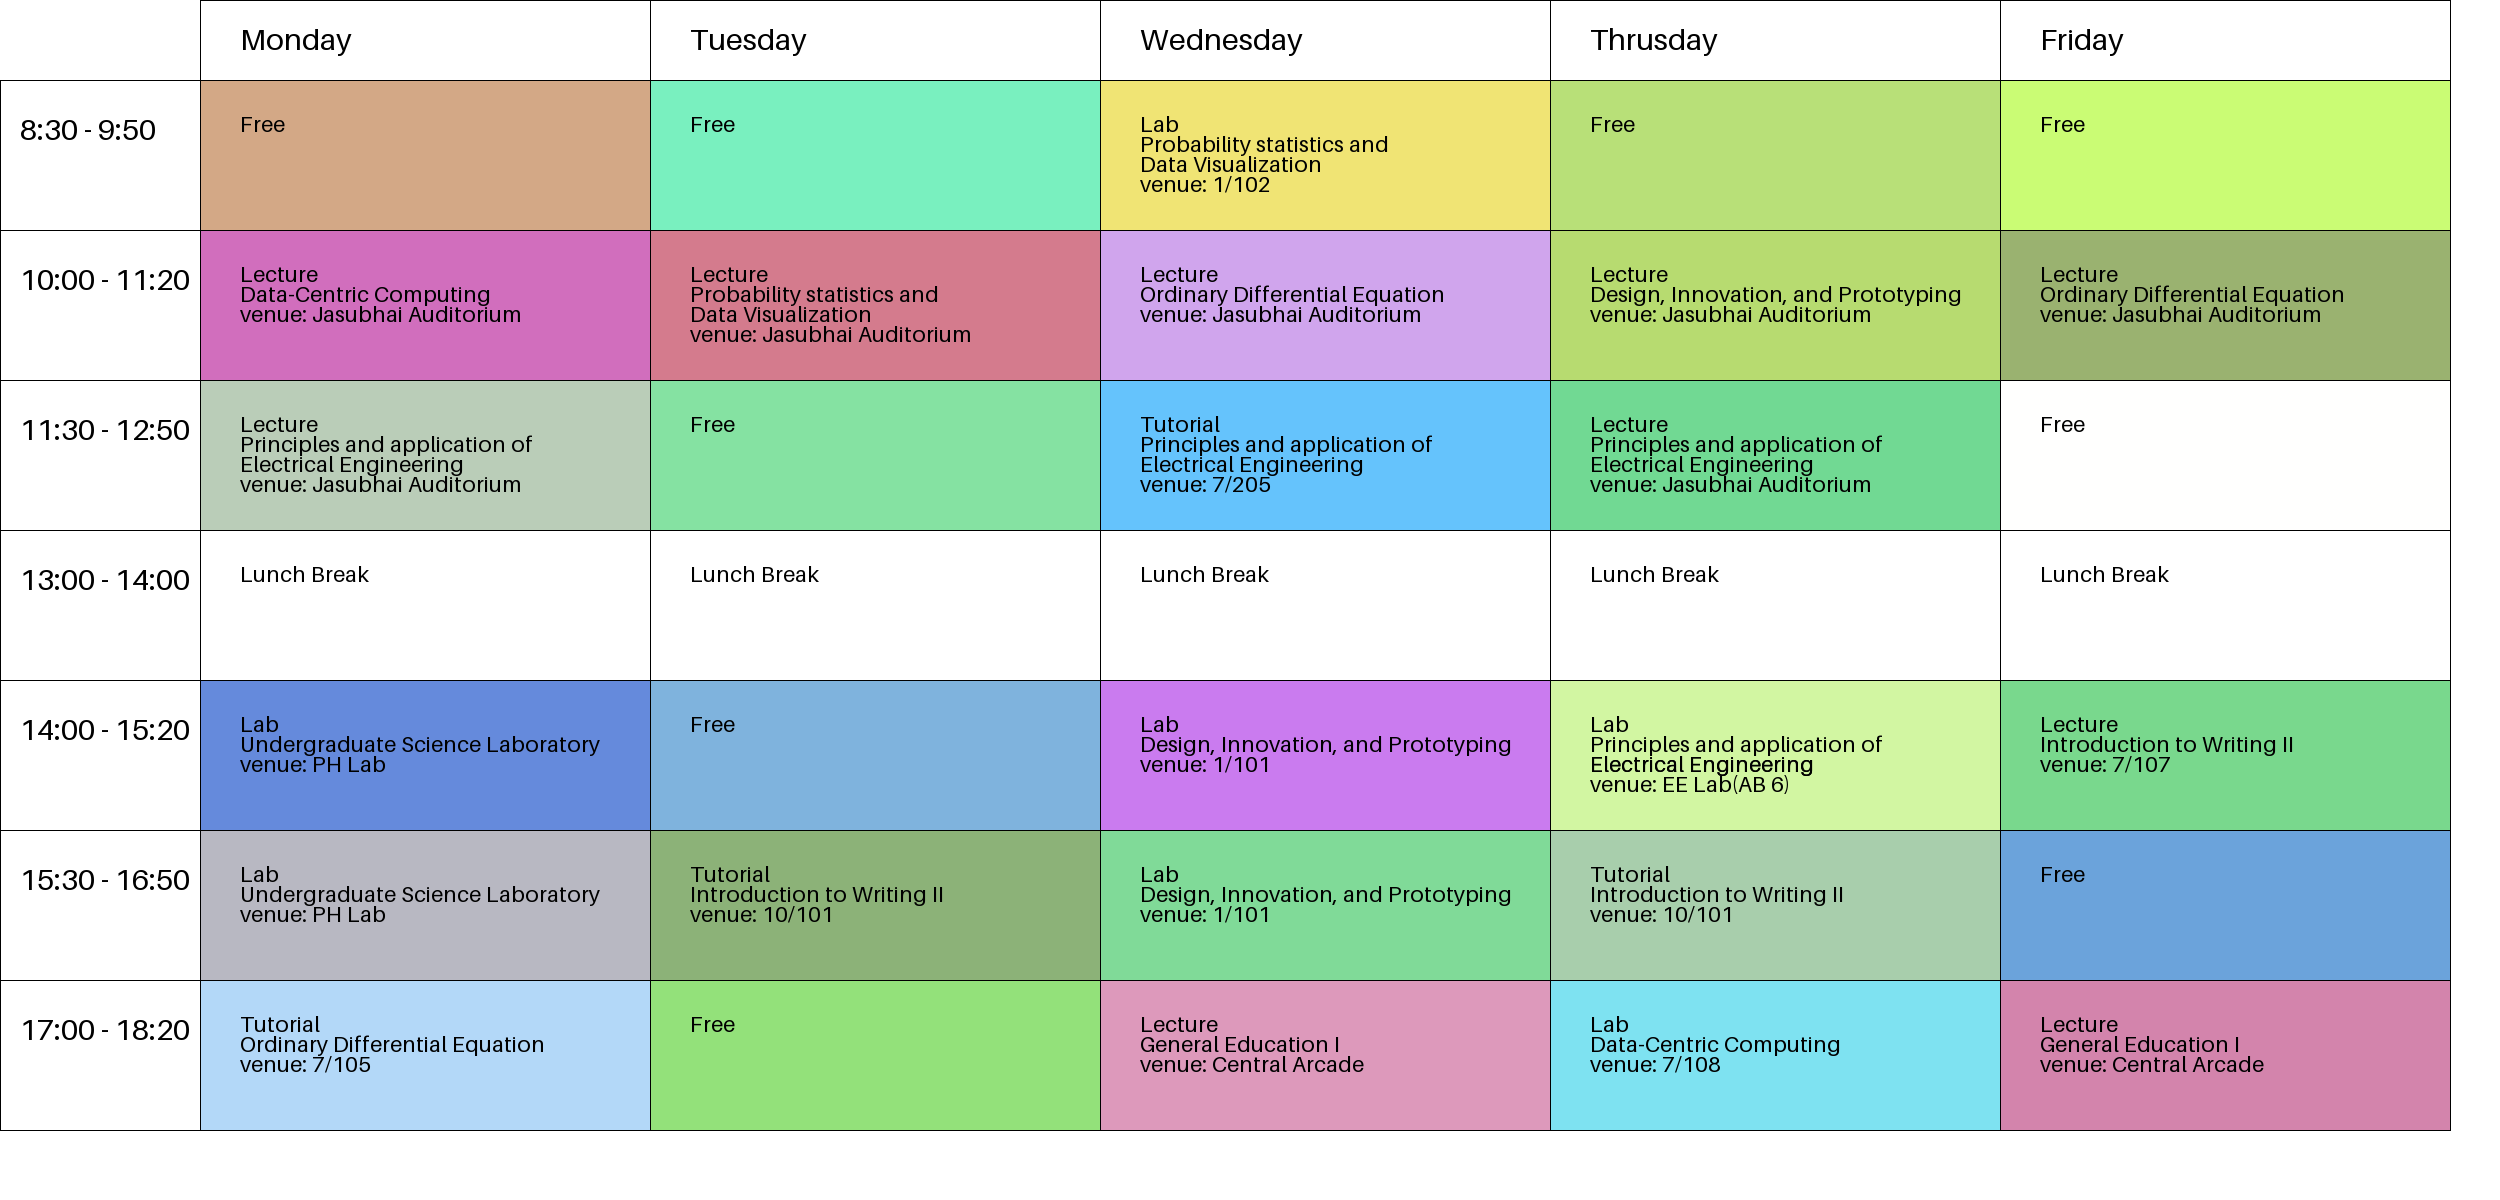 Monday
Tuesday
Wednesday
Thrusday
Friday
8:30 - 9:50
Free
Free
Lab
Probability statistics and
Data Visualization
venue: 1/102
Free
Free
10:00 - 11:20
Lecture
Data-Centric Computing
venue: Jasubhai Auditorium
Lecture
Probability statistics and
Data Visualization
venue: Jasubhai Auditorium
Lecture
Ordinary Differential Equation
venue: Jasubhai Auditorium
Lecture
Design, Innovation, and Prototyping
venue: Jasubhai Auditorium
Lecture
Ordinary Differential Equation
venue: Jasubhai Auditorium
11:30 - 12:50
Lecture
Principles and application of
Electrical Engineering
venue: Jasubhai Auditorium
Free
Tutorial
Principles and application of
Electrical Engineering
venue: 7/205
Lecture
Principles and application of
Electrical Engineering
venue: Jasubhai Auditorium
Free
13:00 - 14:00
Lunch Break
Lunch Break
Lunch Break
Lunch Break
Lunch Break
14:00 - 15:20
Lab
Undergraduate Science Laboratory
venue: PH Lab
Free
Lab
Design, Innovation, and Prototyping
venue: 1/101
Lab
Principles and application of
Electrical Engineering
venue: EE Lab(AB 6)
Lecture
Introduction to Writing II
venue: 7/107
15:30 - 16:50
Lab
Undergraduate Science Laboratory
venue: PH Lab
Tutorial
Introduction to Writing II
venue: 10/101
Lab
Design, Innovation, and Prototyping
venue: 1/101
Tutorial
Introduction to Writing II
venue: 10/101
Free
17:00 - 18:20
Tutorial
Ordinary Differential Equation
venue: 7/105
Free
Lecture
General Education I
venue: Central Arcade
Lab
Data-Centric Computing
venue: 7/108
Lecture
General Education I
venue: Central Arcade